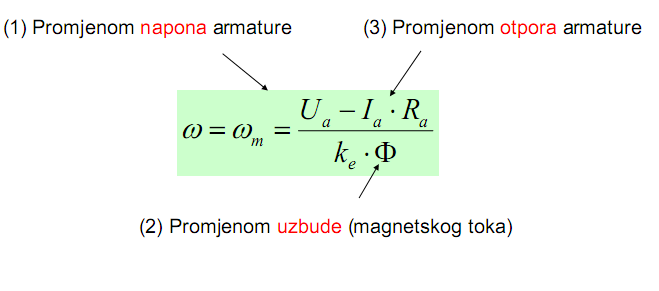 (1) Promjenom napona armature
(3) Promjenom otpora armature
ω = ω_m = (U_a − I_a · R_a) / (k_e · Φ)
(2) Promjenom uzbude (magnetskog toka)